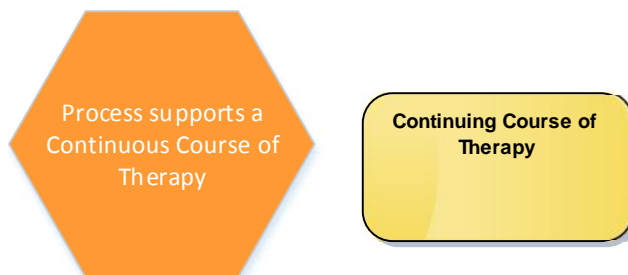 Process supports a
Continuous Course of
Therapy
Continuing Course of
Therapy